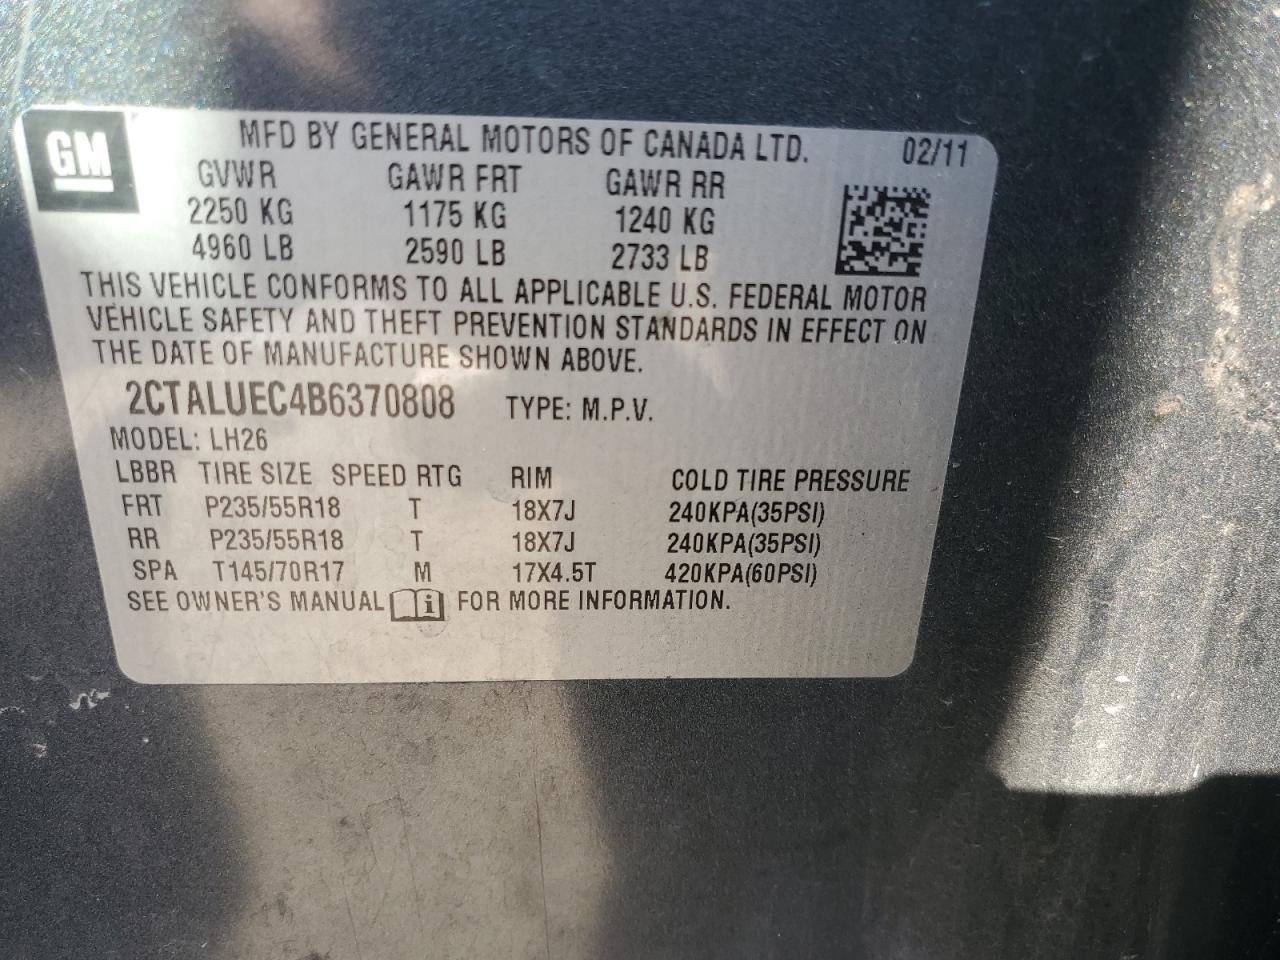 GM
MFD BY GENERAL MOTORS OF CANADA LTD. 02/11
GVWR GAWR FRT GAWR RR
2250 KG 1175 KG 1240 KG
4960 LB 2590 LB 2733 LB
THIS VEHICLE CONFORMS TO ALL APPLICABLE U.S. FEDERAL MOTOR
VEHICLE SAFETY AND THEFT PREVENTION STANDARDS IN EFFECT ON
THE DATE OF MANUFACTURE SHOWN ABOVE.
2CTALUEC4B6370808 TYPE: M.P.V.
MODEL: LH26
LBBR TIRE SIZE SPEED RTG RIM COLD TIRE PRESSURE
FRT P235/55R18 T 18X7J 240KPA(35PSI)
RR P235/55R18 T 18X7J 240KPA(35PSI)
SPA T145/70R17 M 17X4.5T 420KPA(60PSI)
SEE OWNER'S MANUAL i FOR MORE INFORMATION.